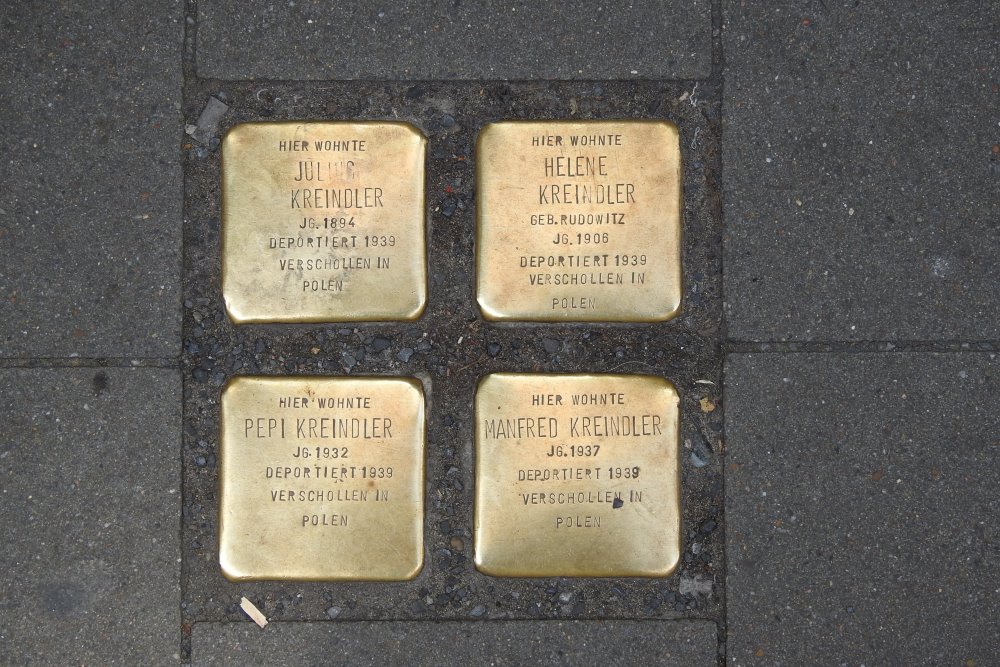 HIER WOHNTE
JULIUS
KREINDLER
JG. 1894
DEPORTIERT 1939
VERSCHOLLEN IN
POLEN
HIER WOHNTE
HELENE
KREINDLER
GEB. RUDOWITZ
JG. 1906
DEPORTIERT 1939
VERSCHOLLEN IN
POLEN
HIER WOHNTE
PEPI KREINDLER
JG. 1932
DEPORTIERT 1939
VERSCHOLLEN IN
POLEN
HIER WOHNTE
MANFRED KREINDLER
JG. 1937
DEPORTIERT 1939
VERSCHOLLEN IN
POLEN